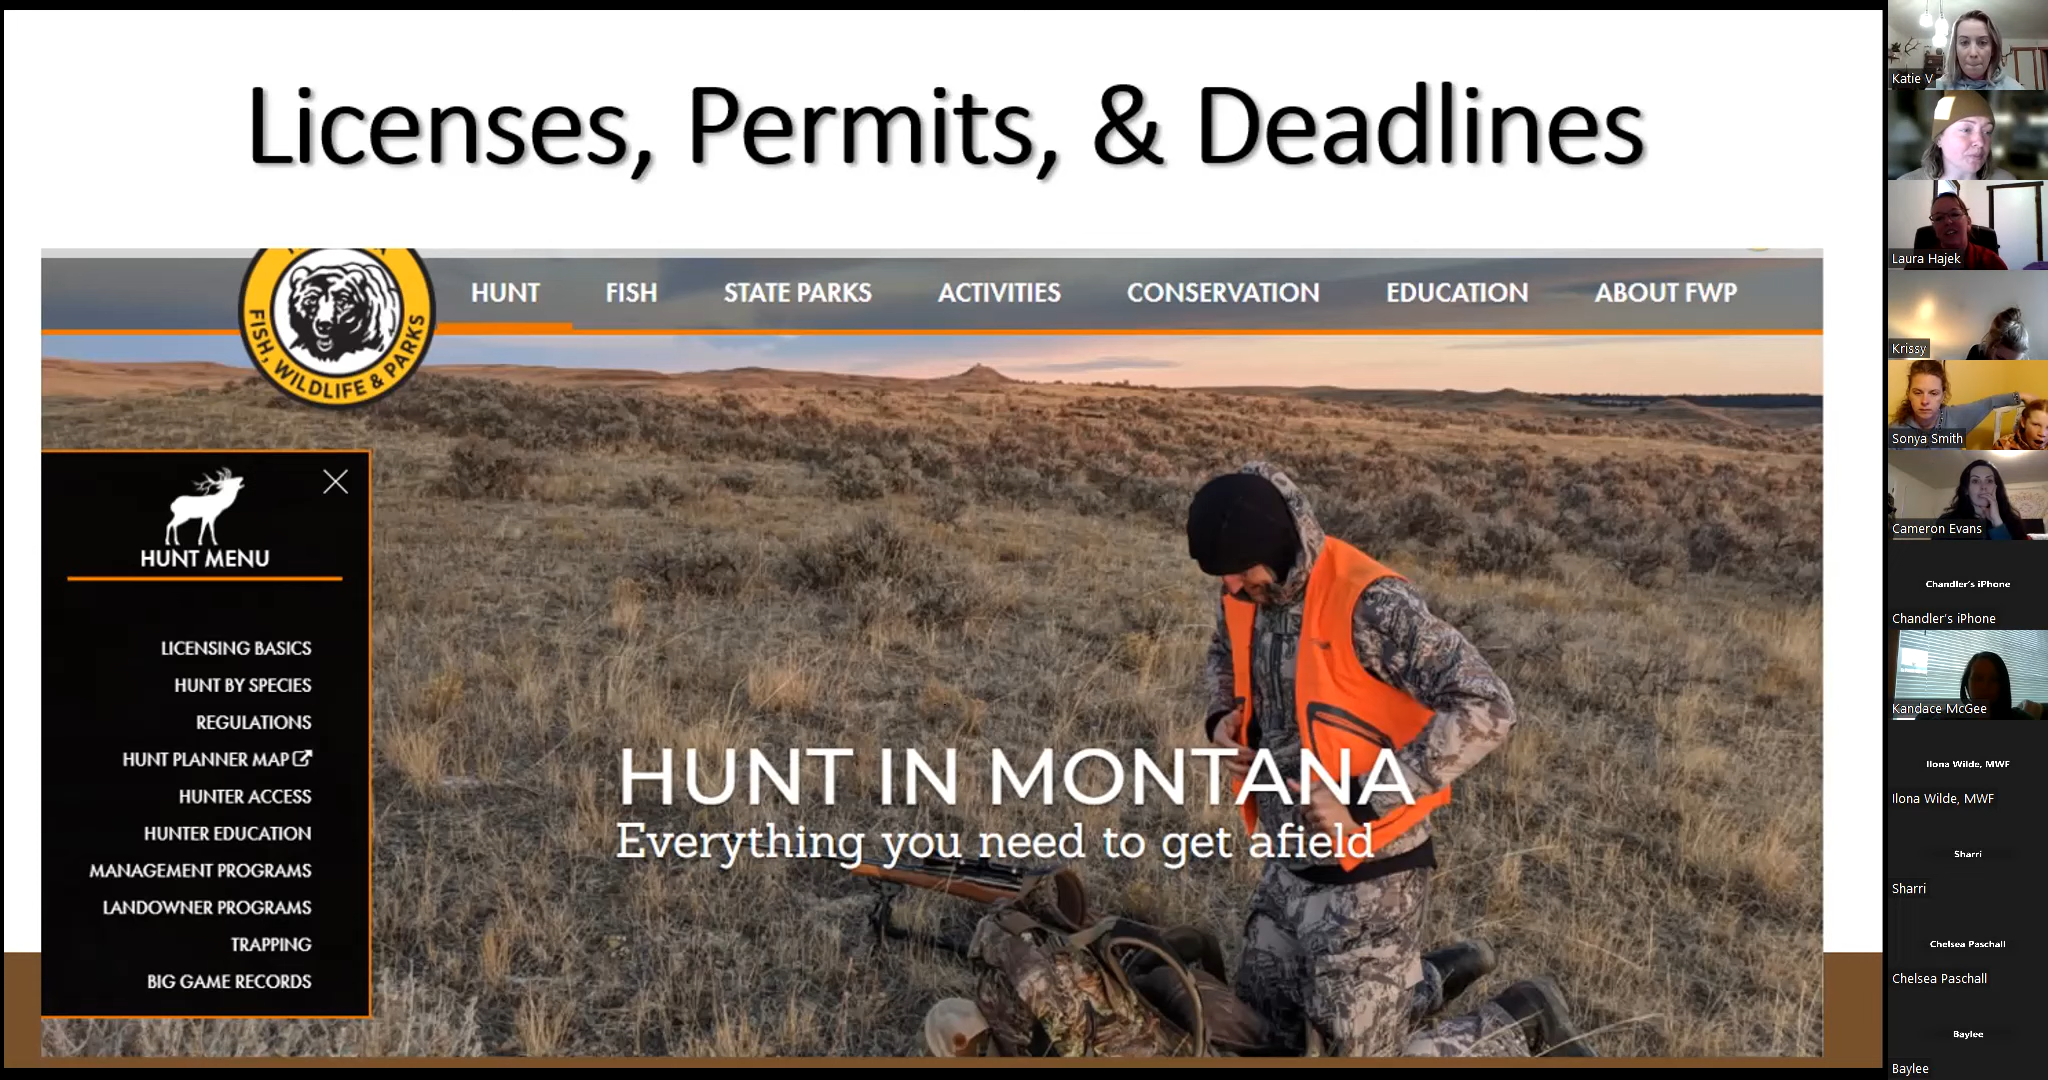 Licenses, Permits, & Deadlines
FISH, WILDLIFE & PARKS
HUNT
FISH
STATE PARKS
ACTIVITIES
CONSERVATION
EDUCATION
ABOUT FWP
HUNT MENU
LICENSING BASICS
HUNT BY SPECIES
REGULATIONS
HUNT PLANNER MAP
HUNTER ACCESS
HUNTER EDUCATION
MANAGEMENT PROGRAMS
LANDOWNER PROGRAMS
TRAPPING
BIG GAME RECORDS
HUNT IN MONTANA
Everything you need to get afield
Katie V
Laura Hajek
Krissy
Sonya Smith
Cameron Evans
Chandler's iPhone
Chandler's iPhone
Kandace McGee
Ilona Wilde, MWF
Ilona Wilde, MWF
Sharri
Sharri
Chelsea Paschall
Chelsea Paschall
Baylee
Baylee